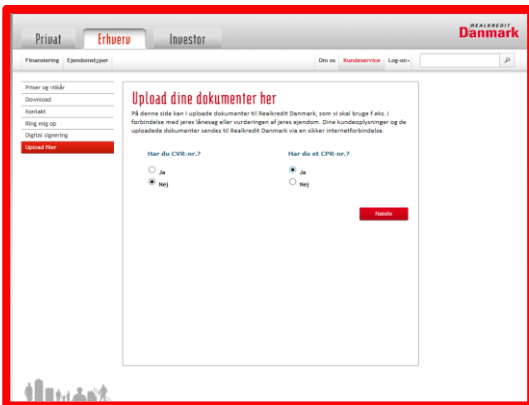 REALKREDIT
Danmark
Privat Erhverv Investor
Finansiering Ejendomstyper Om os Kundeservice Log-on
Priser og vilkår
Download
Kontakt
Ring mig op
Digital signering
Upload filer
Upload dine dokumenter her
På denne side kan I uploade dokumenter til Realkredit Danmark, som vi skal bruge f.eks. i
forbindelse med jeres lånesag eller vurderingen af jeres ejendom. Dine kundeoplysninger og de
uploadede dokumenter sendes til Realkredit Danmark via en sikker internetforbindelse.
Har du CVR-nr.? Har du et CPR-nr.?
Ja Ja
Nej Nej
Næste